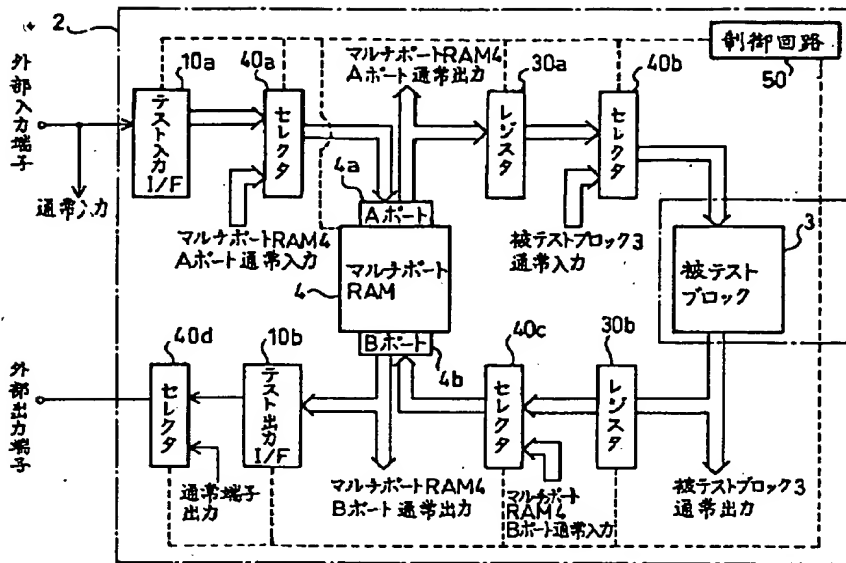 2
外部入力端子
通常入力
10a
テスト入力
I/F
40a
セレクタ
マルチポートRAM4
Aポート通常入力
マルチポートRAM4
Aポート通常出力
30a
レジスタ
40b
セレクタ
被テストブロック3
通常入力
制御回路
50
4a
Aポート
4
マルチポート
RAM
Bポート
4b
3
被テスト
ブロック
外部出力端子
40d
セレクタ
通常端子
出力
10b
テスト出力
I/F
マルチポートRAM4
Bポート通常出力
40c
セレクタ
マルチポート
RAM4
Bポート通常入力
30b
レジスタ
被テストブロック3
通常出力